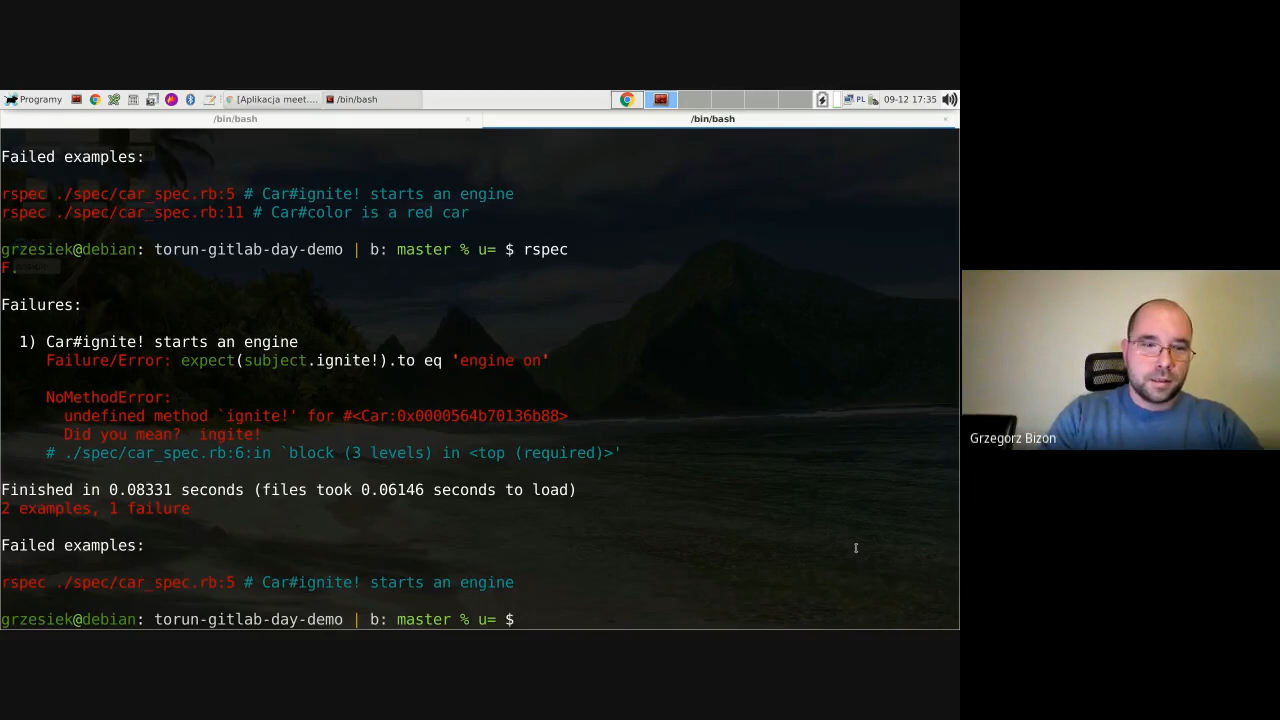 Programy
[Aplikacja meet....
/bin/bash
PL
09-12 17:35
/bin/bash
/bin/bash
Failed examples:
rspec ./spec/car_spec.rb:5 # Car#ignite! starts an engine
rspec ./spec/car_spec.rb:11 # Car#color is a red car
grzesiek@debian: torun-gitlab-day-demo | b: master % u= $ rspec
F.
Failures:
1) Car#ignite! starts an engine
Failure/Error: expect(subject.ignite!).to eq 'engine on'
NoMethodError:
undefined method `ignite!' for #<Car:0x0000564b70136b88>
Did you mean?  ingite!
# ./spec/car_spec.rb:6:in `block (3 levels) in <top (required)>'
Finished in 0.08331 seconds (files took 0.06146 seconds to load)
2 examples, 1 failure
Failed examples:
rspec ./spec/car_spec.rb:5 # Car#ignite! starts an engine
grzesiek@debian: torun-gitlab-day-demo | b: master % u= $
Grzegorz Bizon